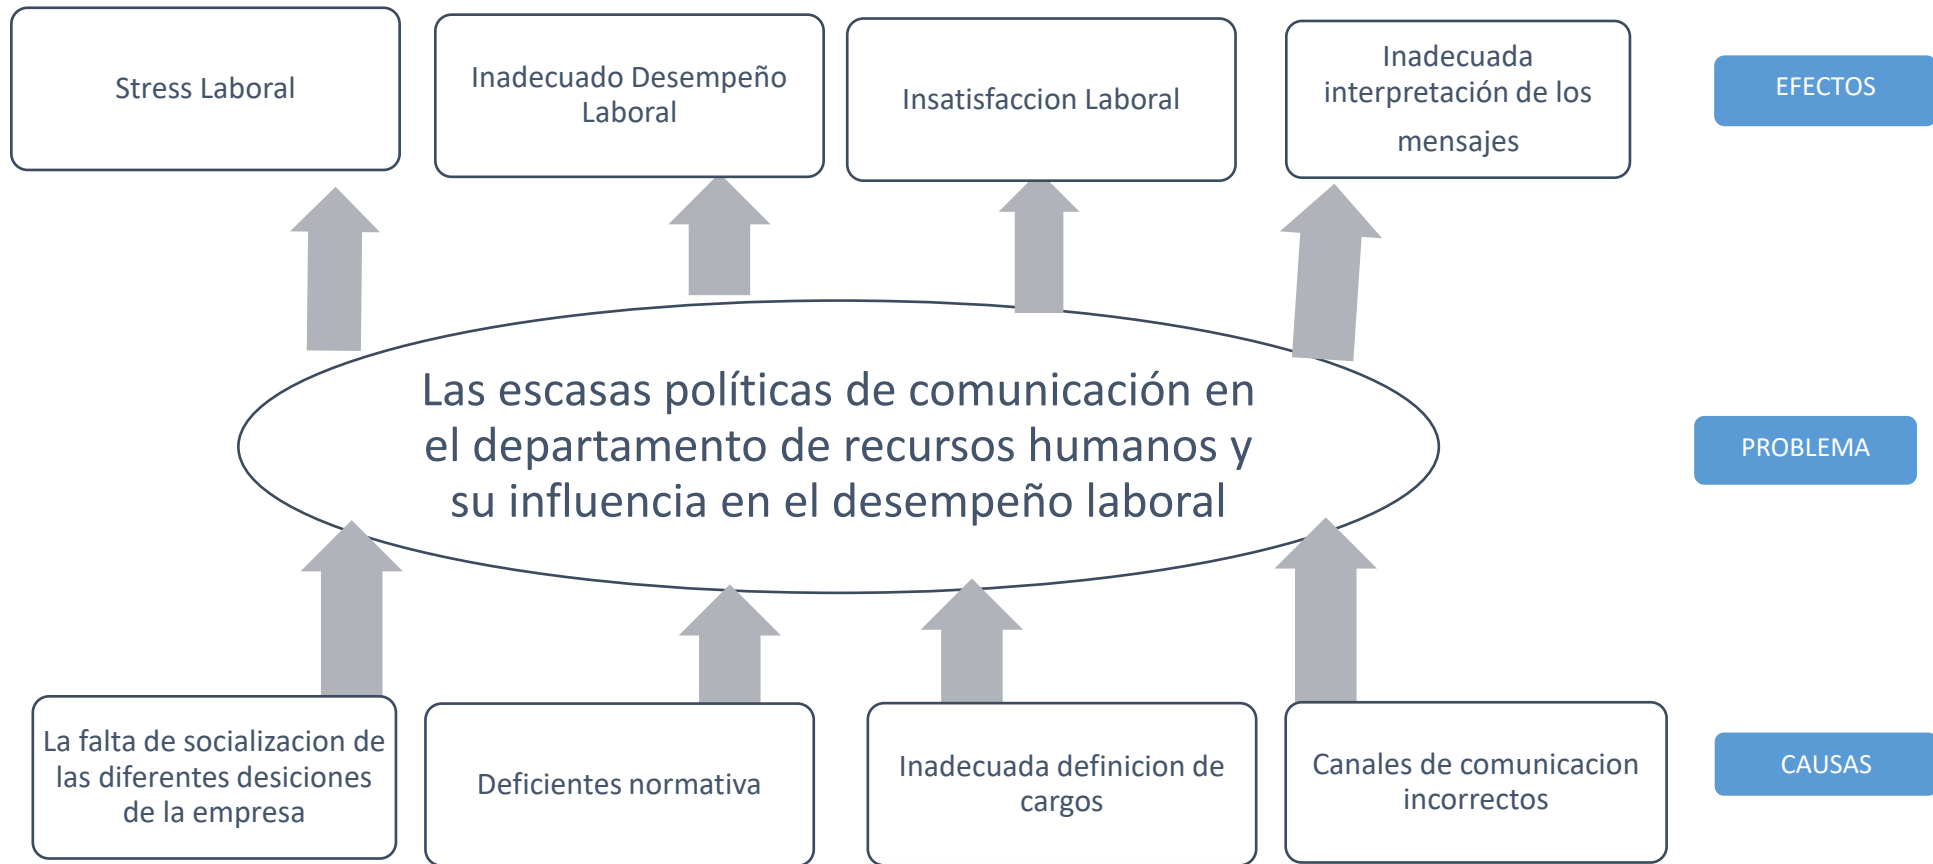 Stress Laboral
Inadecuado Desempeño
Laboral
Insatisfaccion Laboral
Inadecuada
interpretación de los
mensajes
EFECTOS
Las escasas políticas de comunicación en
el departamento de recursos humanos y
su influencia en el desempeño laboral
PROBLEMA
La falta de socializacion de
las diferentes desiciones
de la empresa
Deficientes normativa
Inadecuada definicion de
cargos
Canales de comunicacion
incorrectos
CAUSAS